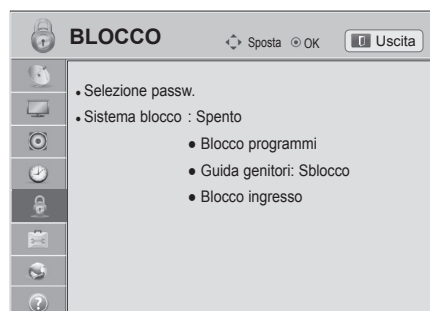 BLOCCO Sposta OK Uscita
• Selezione passw.
• Sistema blocco : Spento
● Blocco programmi
● Guida genitori: Sblocco
● Blocco ingresso